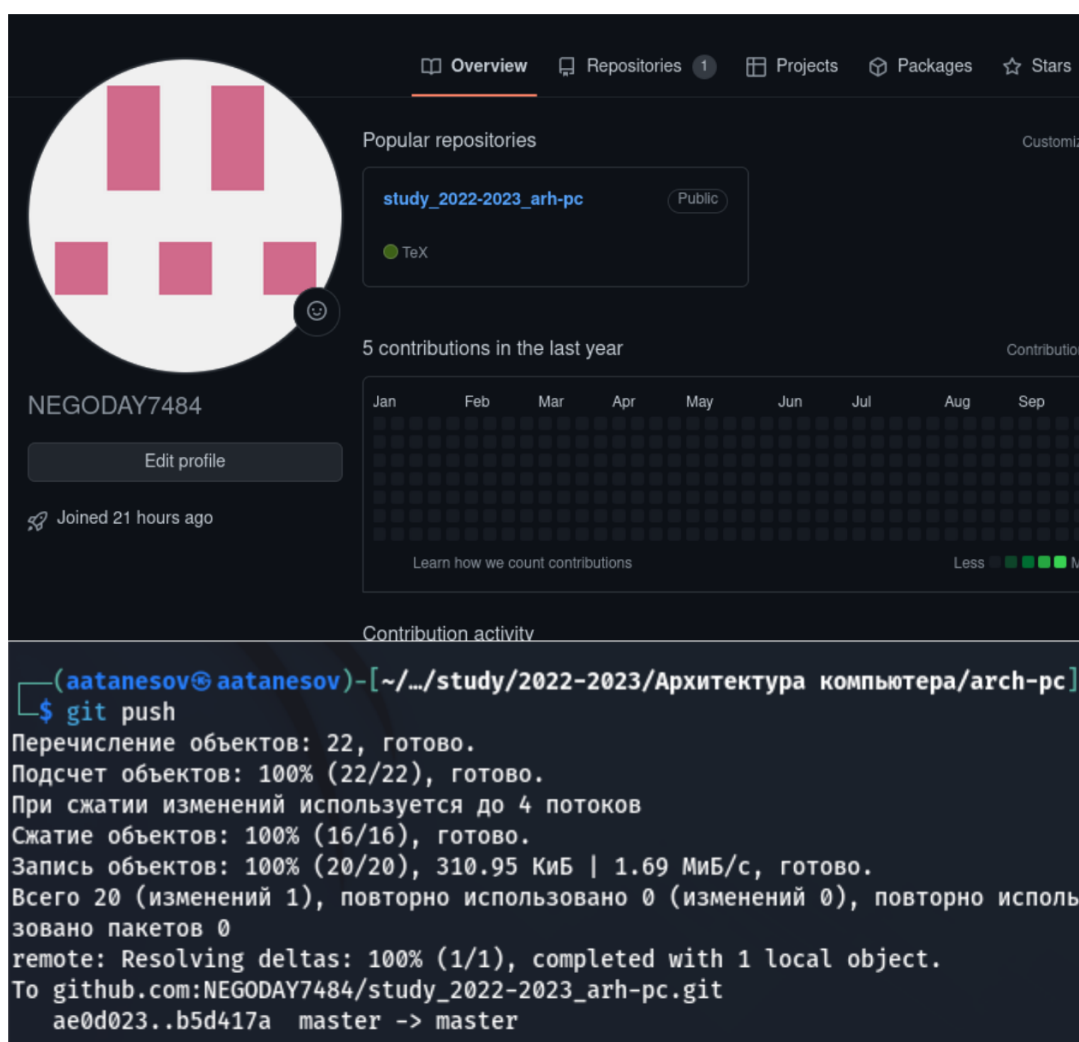 Overview Repositories 1 Projects Packages Stars
Popular repositories
Customiz
study_2022-2023_arh-pc Public
TeX
5 contributions in the last year
Contribution
NEGODAY7484
Jan Feb Mar Apr May Jun Jul Aug Sep
Edit profile
Joined 21 hours ago
Learn how we count contributions
Less M
Contribution activity
(aatanesov㉿aatanesov)-[~/…/study/2022-2023/Архитектура компьютера/arch-pc]
$ git push
Перечисление объектов: 22, готово.
Подсчет объектов: 100% (22/22), готово.
При сжатии изменений используется до 4 потоков
Сжатие объектов: 100% (16/16), готово.
Запись объектов: 100% (20/20), 310.95 КиБ | 1.69 МиБ/с, готово.
Всего 20 (изменений 1), повторно использовано 0 (изменений 0), повторно исполь
зовано пакетов 0
remote: Resolving deltas: 100% (1/1), completed with 1 local object.
To github.com:NEGODAY7484/study_2022-2023_arh-pc.git
ae0d023..b5d417a master -> master